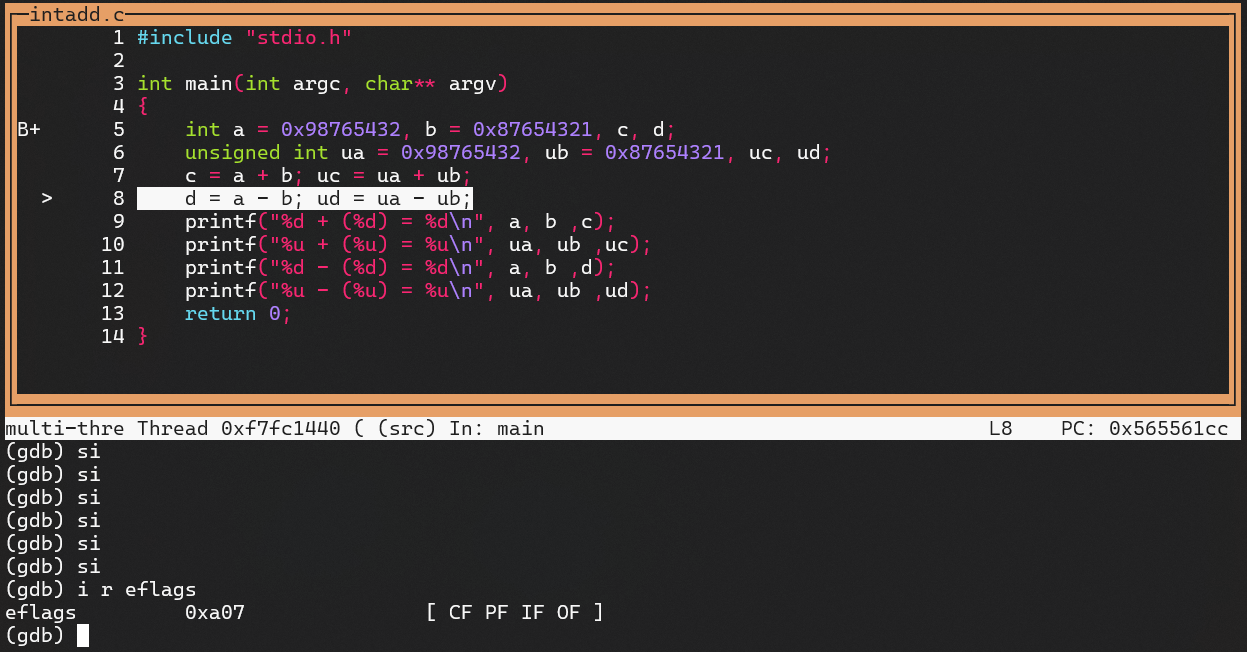 intadd.c
1 #include "stdio.h"
2
3 int main(int argc, char** argv)
4 {
B+ 5     int a = 0x98765432, b = 0x87654321, c, d;
6     unsigned int ua = 0x98765432, ub = 0x87654321, uc, ud;
7     c = a + b; uc = ua + ub;
> 8     d = a - b; ud = ua - ub;
9     printf("%d + (%d) = %d\n", a, b ,c);
10     printf("%u + (%u) = %u\n", ua, ub ,uc);
11     printf("%d - (%d) = %d\n", a, b ,d);
12     printf("%u - (%u) = %u\n", ua, ub ,ud);
13     return 0;
14 }
multi-thre Thread 0xf7fc1440 ( (src) In: main L8 PC: 0x565561cc
(gdb) si
(gdb) si
(gdb) si
(gdb) si
(gdb) si
(gdb) si
(gdb) i r eflags
eflags 0xa07 [ CF PF IF OF ]
(gdb)